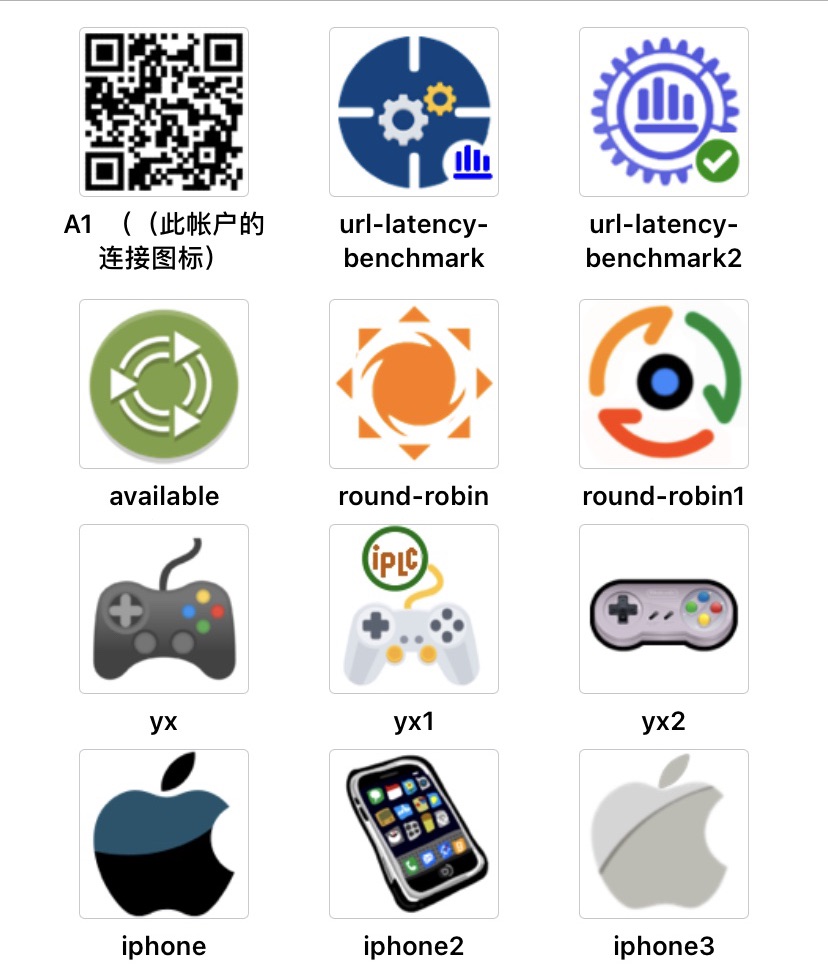 A1 （（此帐户的
连接图标）
url-latency-
benchmark
url-latency-
benchmark2
available
round-robin
round-robin1
iPLC
yx
yx1
yx2
iphone
iphone2
iphone3